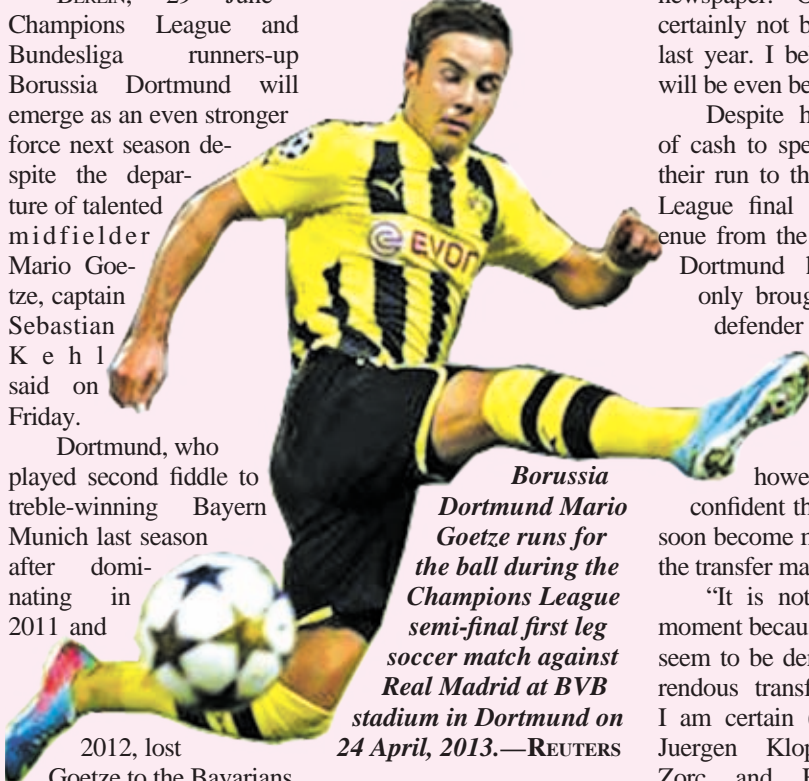 BERLIN, 29 June
Champions League and
Bundesliga runners-up
Borussia Dortmund will
emerge as an even stronger
force next season de-
spite the depar-
ture of talented
midfielder
Mario Goe-
tze, captain
Sebastian
Kehl
said on
Friday.
Dortmund, who
played second fiddle to
treble-winning Bayern
Munich last season
after domi-
nating in
2011 and
2012, lost
Goetze to the Bavarians
EVON
Borussia
Dortmund Mario
Goetze runs for
the ball during the
Champions League
semi-final first leg
soccer match against
Real Madrid at BVB
stadium in Dortmund on
24 April, 2013.—REUTERS
newspaper.
certainly not b
last year. I be
will be even be
Despite h
of cash to spe
their run to th
League final
enue from the
Dortmund
only broug
defender
howe
confident th
soon become m
the transfer ma
“It is not
moment becau
seem to be de
rendous transf
I am certain
Juergen Klop
Zorc and